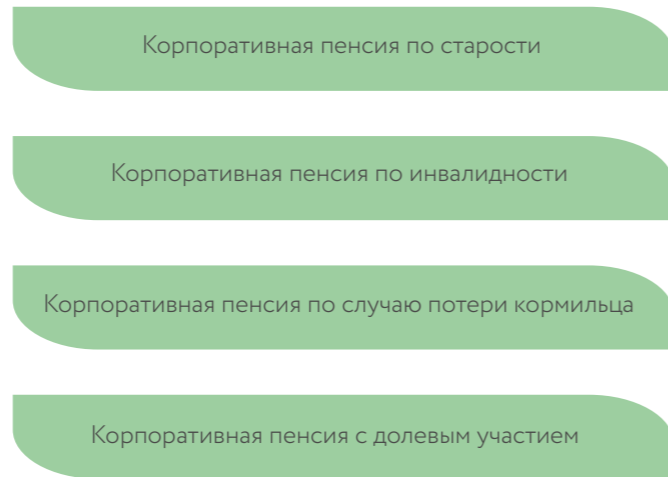 Корпоративная пенсия по старости
Корпоративная пенсия по инвалидности
Корпоративная пенсия по случаю потери кормильца
Корпоративная пенсия с долевым участием